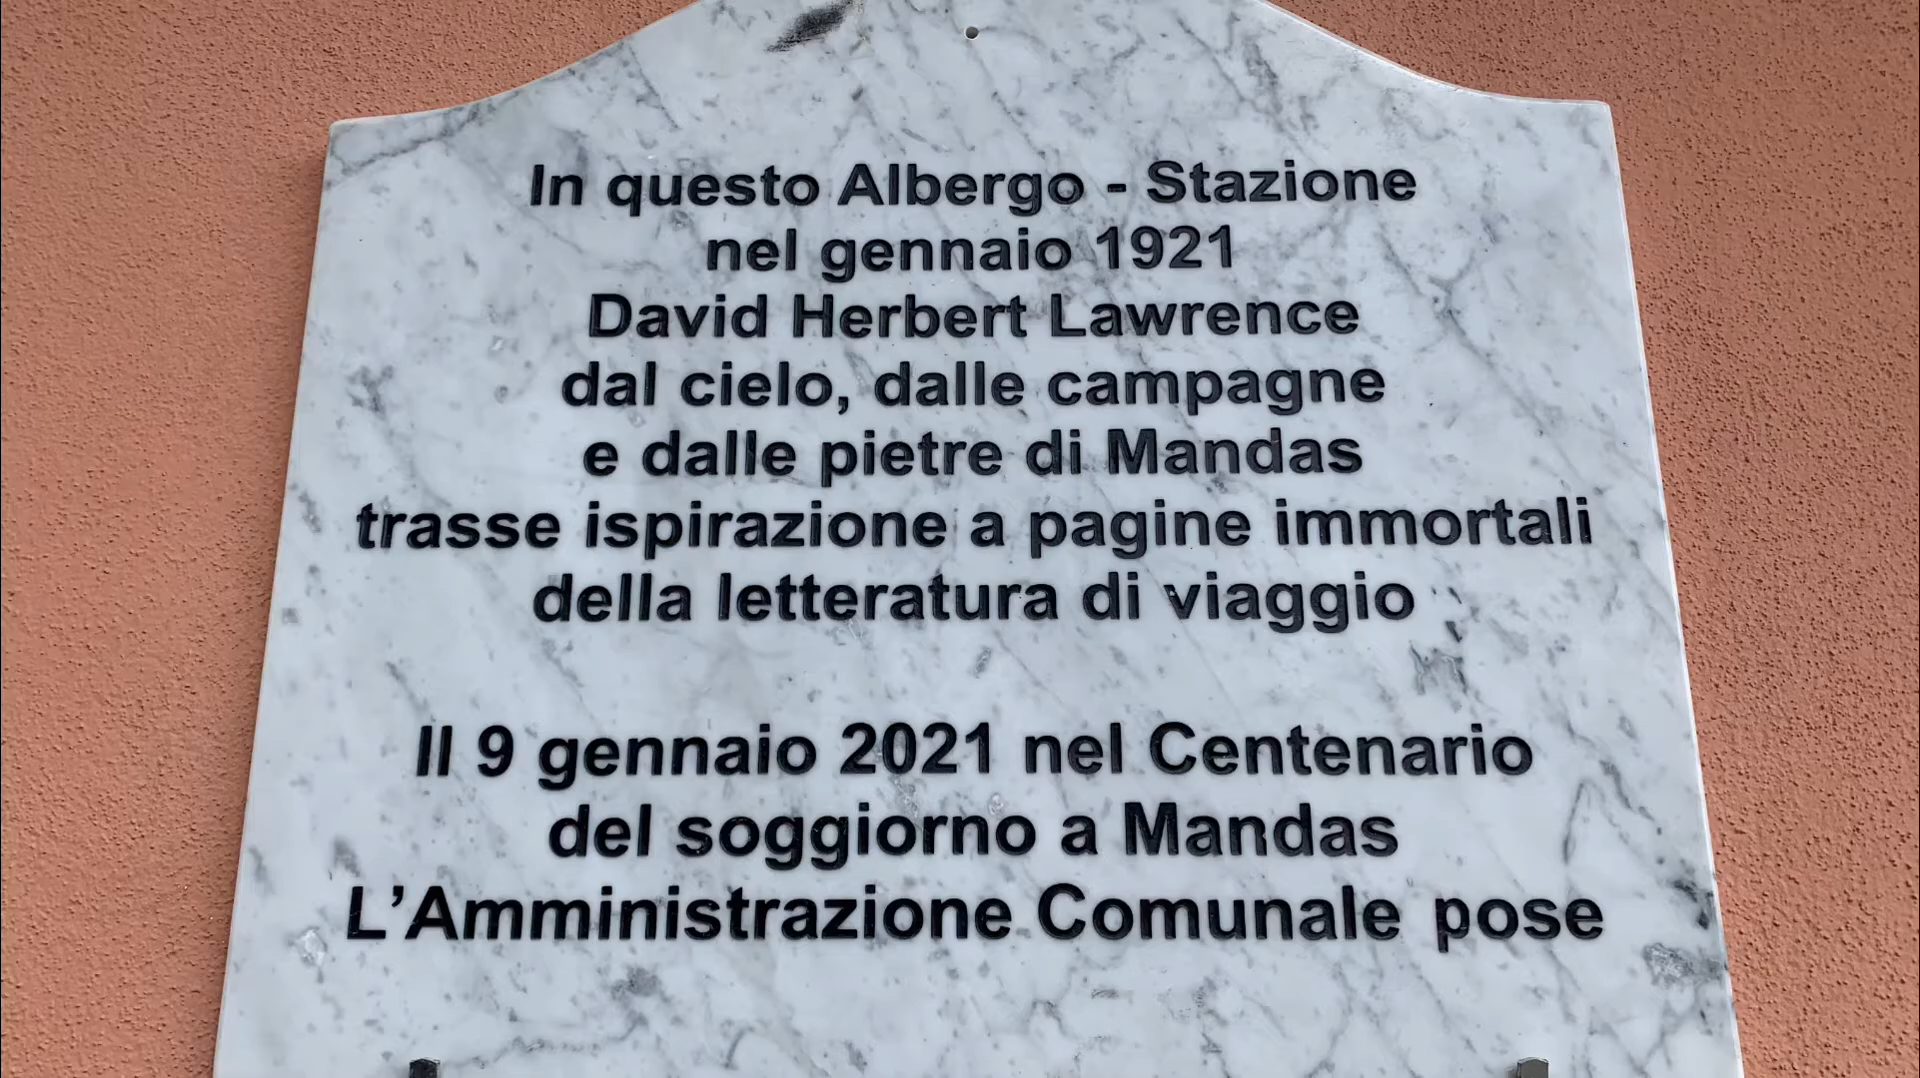 In questo Albergo - Stazione
nel gennaio 1921
David Herbert Lawrence
dal cielo, dalle campagne
e dalle pietre di Mandas
trasse ispirazione a pagine immortali
della letteratura di viaggio
Il 9 gennaio 2021 nel Centenario
del soggiorno a Mandas
L’Amministrazione Comunale pose